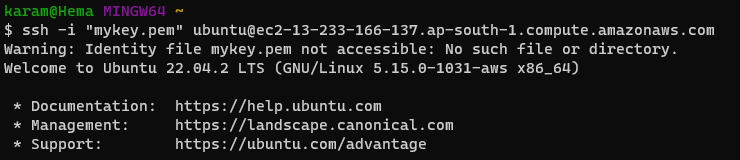 karam@Hema MINGW64 ~
$ ssh -i "mykey.pem" ubuntu@ec2-13-233-166-137.ap-south-1.compute.amazonaws.com
Warning: Identity file mykey.pem not accessible: No such file or directory.
Welcome to Ubuntu 22.04.2 LTS (GNU/Linux 5.15.0-1031-aws x86_64)
* Documentation:  https://help.ubuntu.com
* Management:     https://landscape.canonical.com
* Support:        https://ubuntu.com/advantage